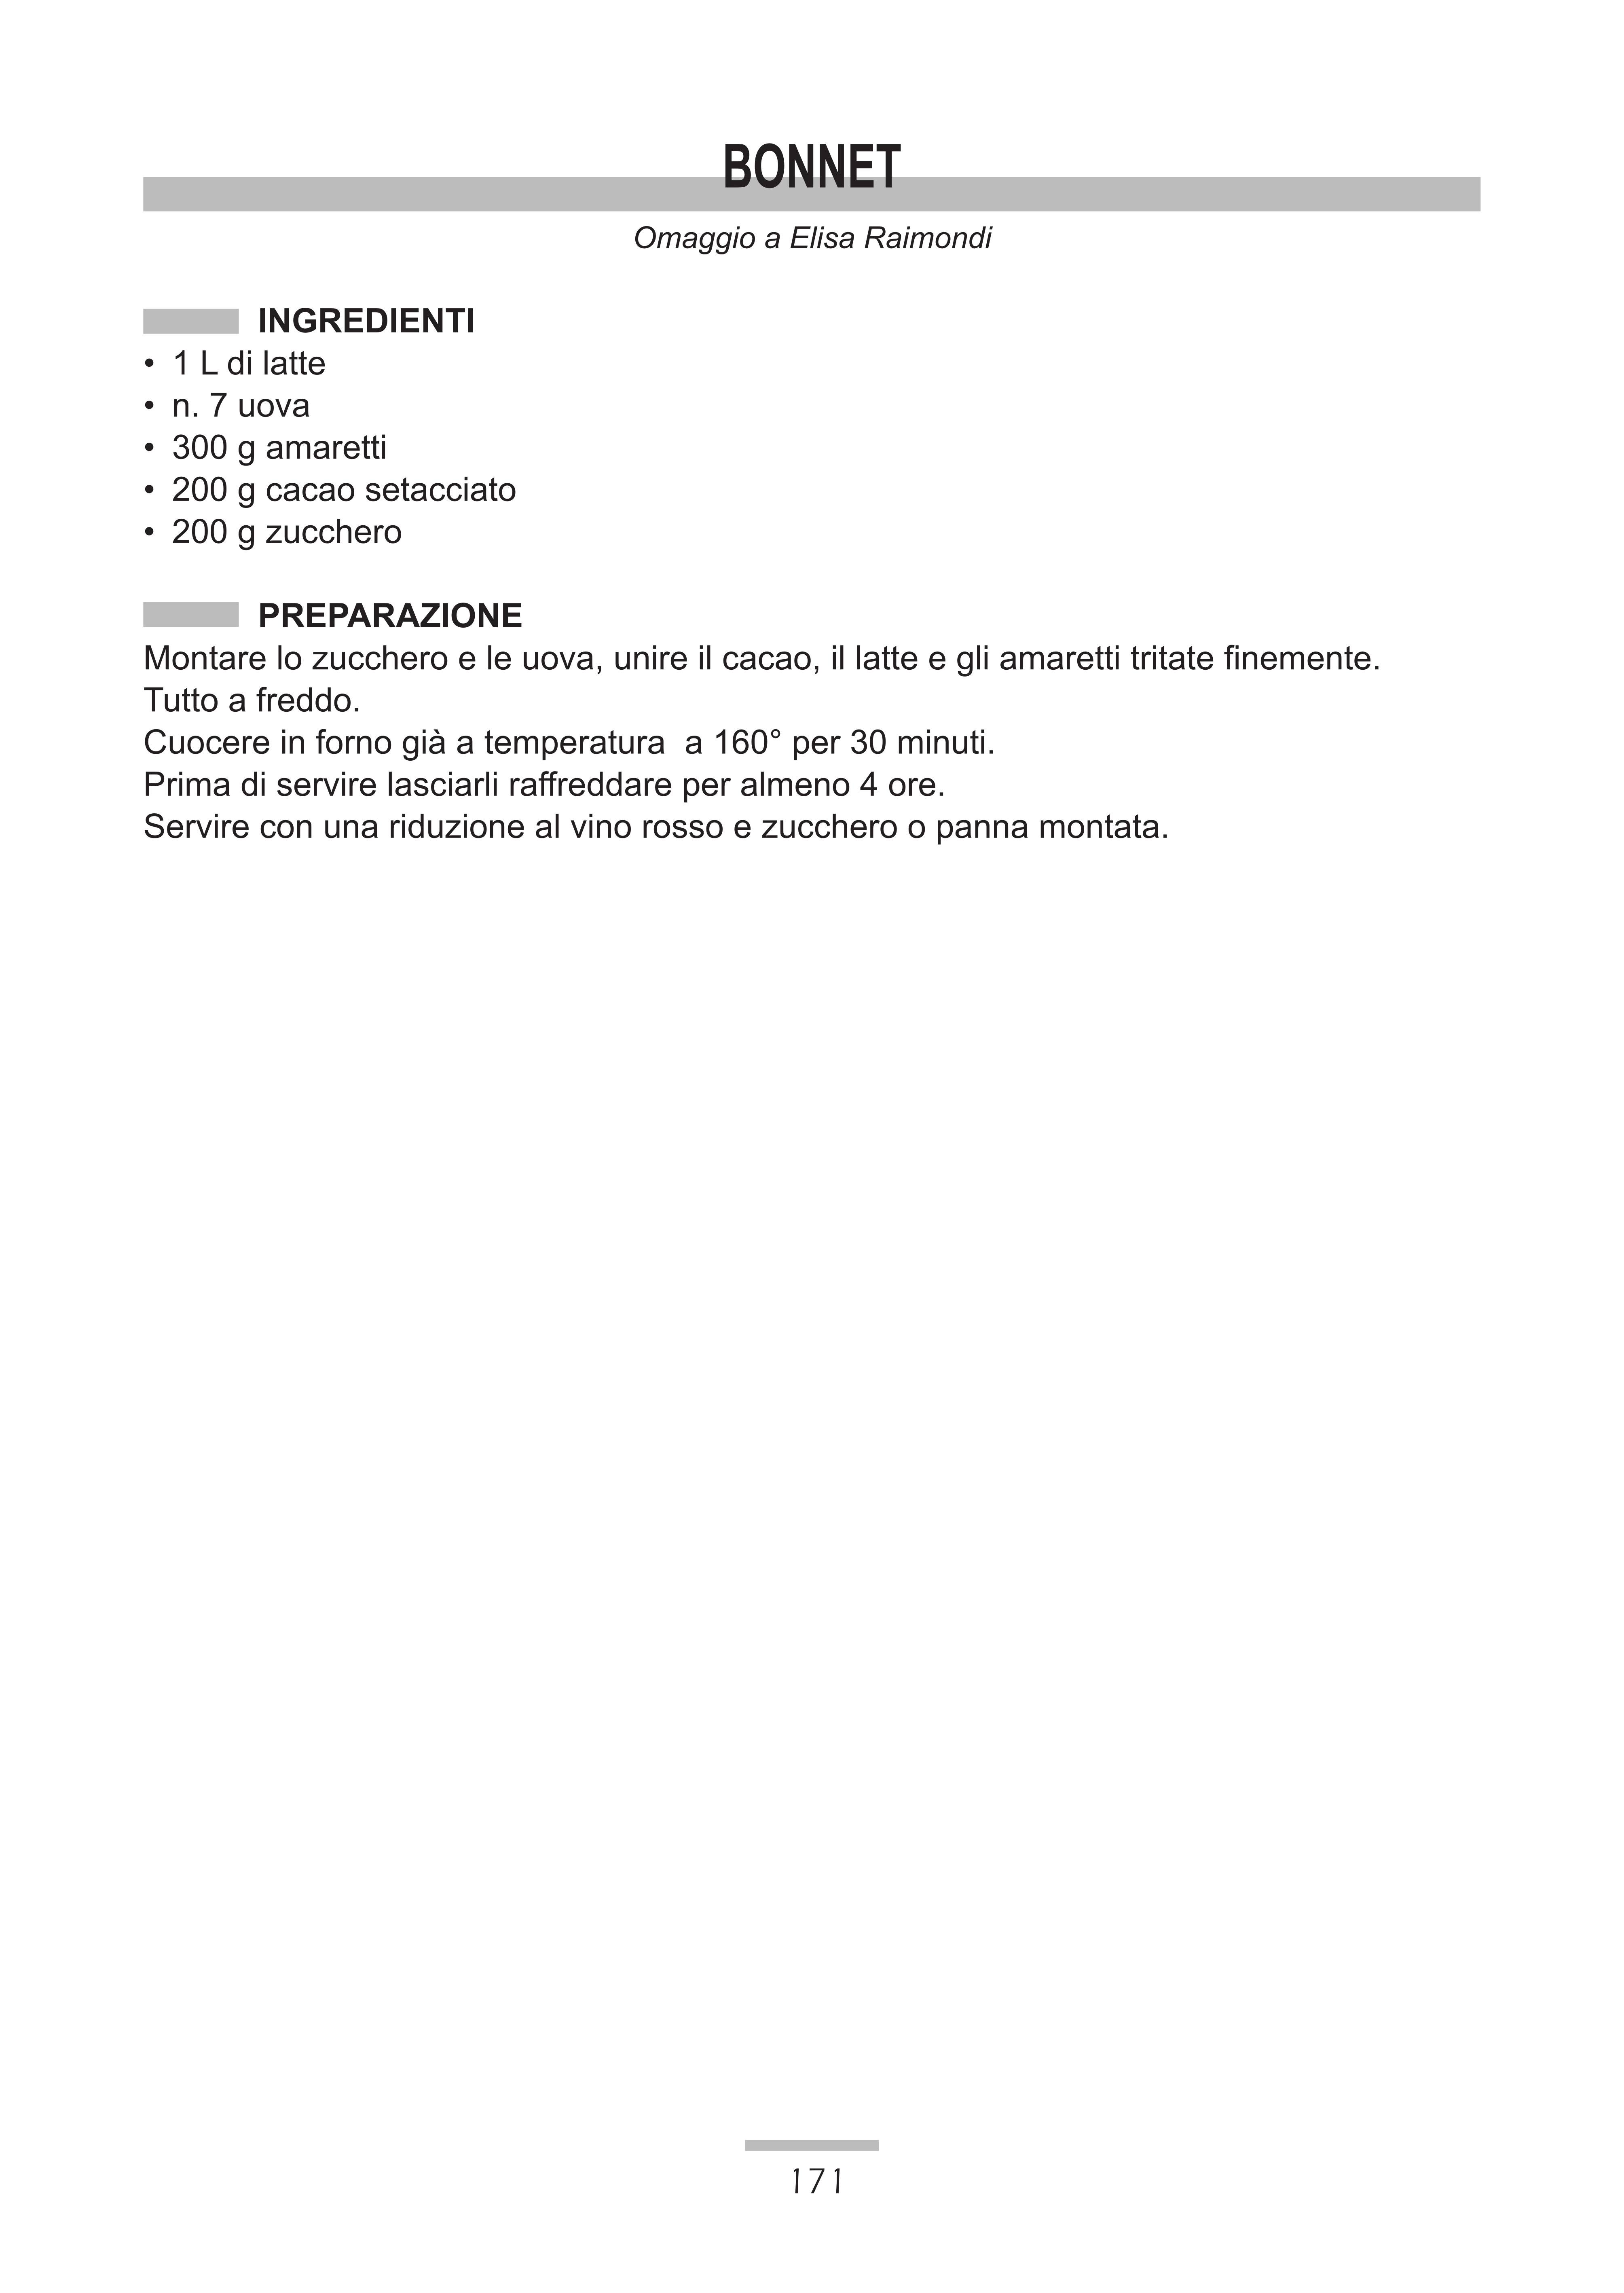 BONNET
Omaggio a Elisa Raimondi
INGREDIENTI
• 1 L di latte
• n. 7 uova
• 300 g amaretti
• 200 g cacao setacciato
• 200 g zucchero
PREPARAZIONE
Montare lo zucchero e le uova, unire il cacao, il latte e gli amaretti tritate finemente.
Tutto a freddo.
Cuocere in forno già a temperatura  a 160° per 30 minuti.
Prima di servire lasciarli raffreddare per almeno 4 ore.
Servire con una riduzione al vino rosso e zucchero o panna montata.
171